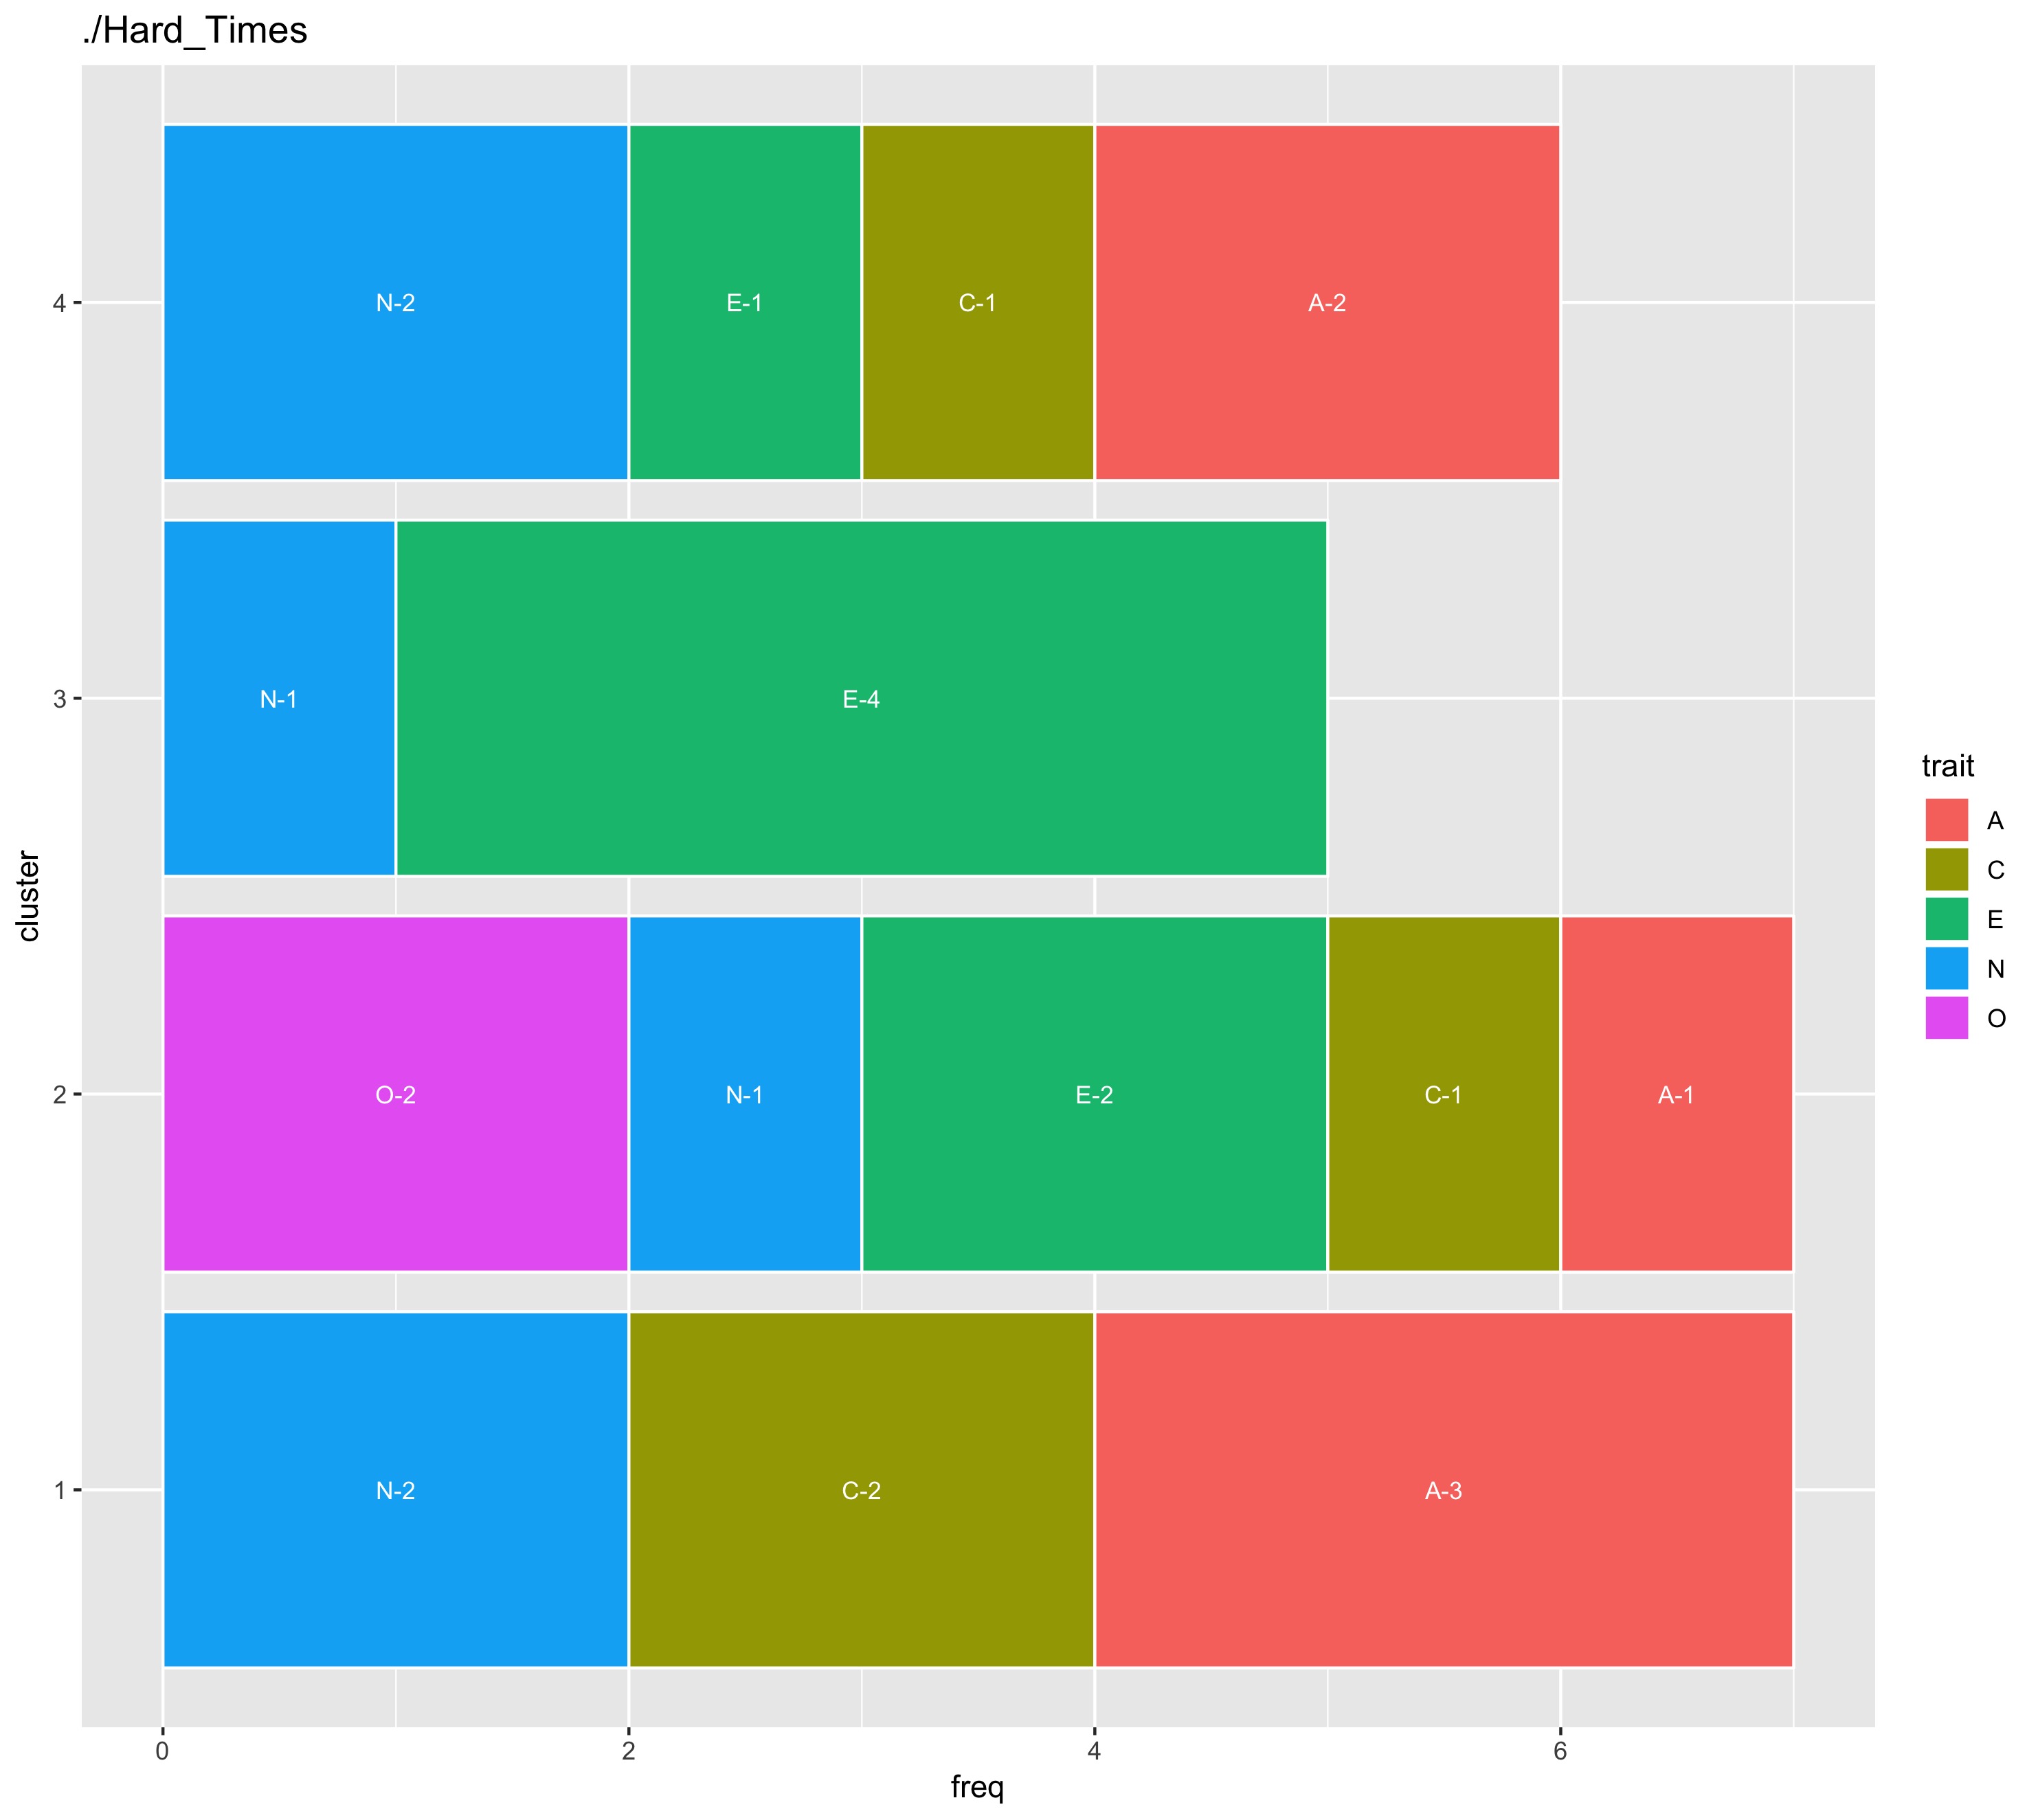 ./Hard_Times
4
N-2
E-1
C-1
A-2
3
N-1
E-4
2
O-2
N-1
E-2
C-1
A-1
1
N-2
C-2
A-3
0
2
4
6
freq
cluster
trait
A
C
E
N
O